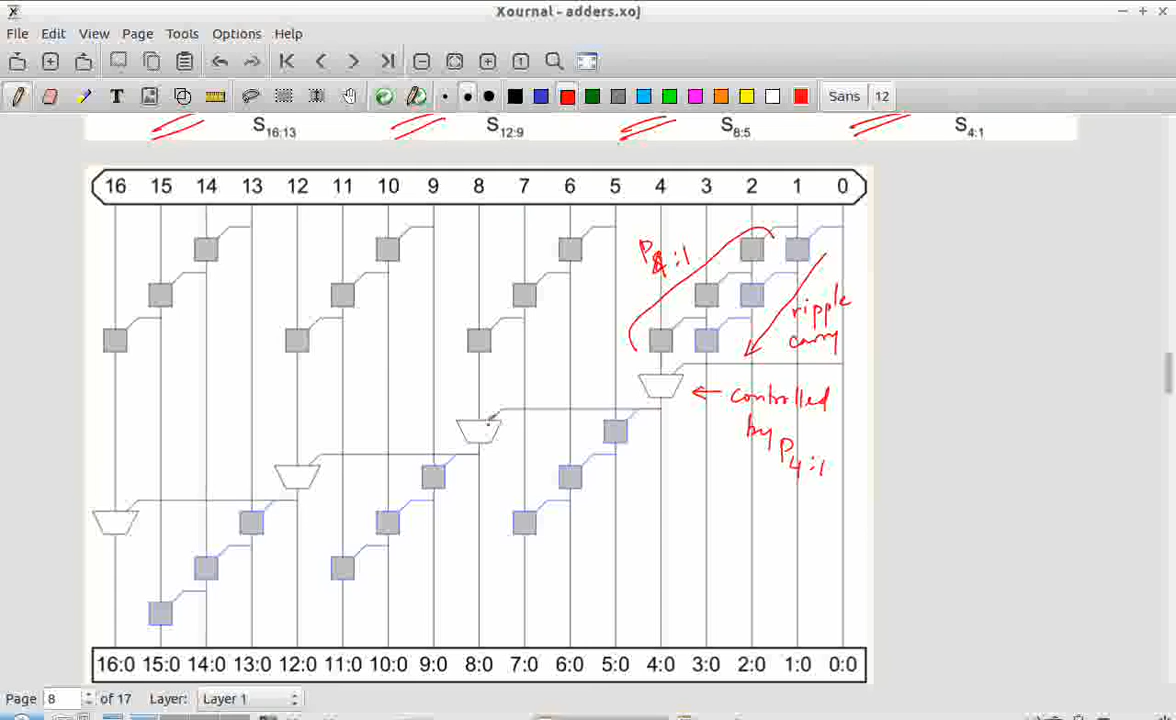 Xournal - adders.xoj
File Edit View Page Tools Options Help
Sans 12
S16:13 S12:9 S8:5 S4:1
16 15 14 13 12 11 10 9 8 7 6 5 4 3 2 1 0
P4:1
ripple
carry
controlled
by
P4:1
16:0 15:0 14:0 13:0 12:0 11:0 10:0 9:0 8:0 7:0 6:0 5:0 4:0 3:0 2:0 1:0 0:0
Page 8 of 17 Layer: Layer 1